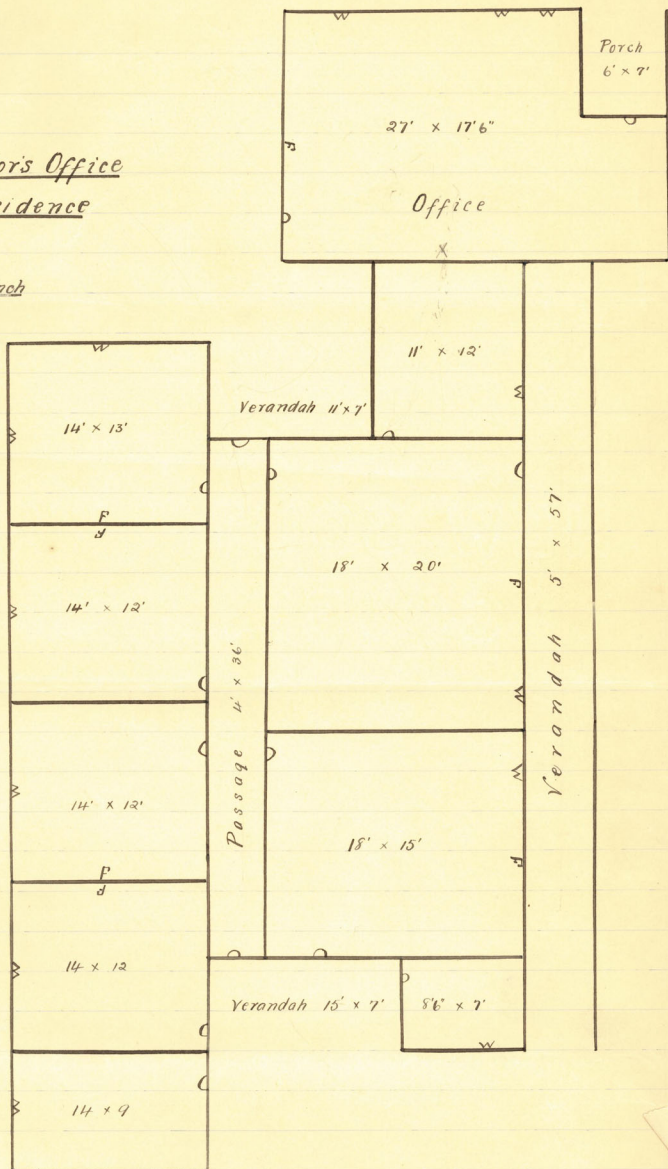 or's Office
idence
nch
Porch
6' × 7'
27' × 17'6"
F
Office
X
W
W
W
11' × 12'
Verandah 11' × 7'
W
14' × 13'
W
F
F
14' × 12'
W
14' × 12'
W
F
F
14 × 12
W
14 × 9
W
Passage 4' × 36'
18' × 20'
W
F
W
18' × 15'
W
F
Verandah 5' × 57'
Verandah 15' × 7'
8'6" × 7'
W